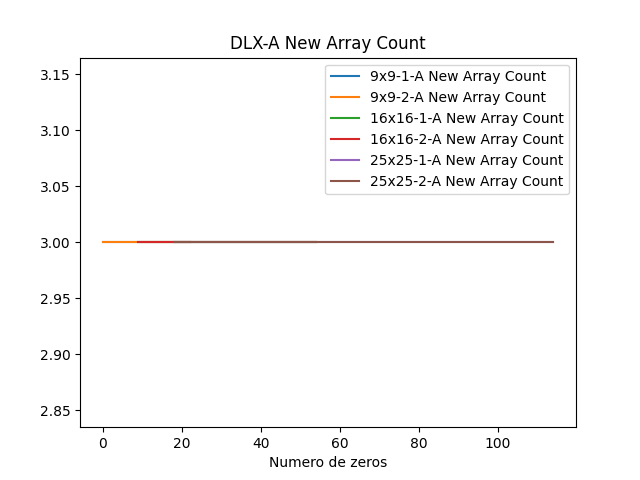 DLX-A New Array Count
9x9-1-A New Array Count
9x9-2-A New Array Count
16x16-1-A New Array Count
16x16-2-A New Array Count
25x25-1-A New Array Count
25x25-2-A New Array Count
3.15
3.10
3.05
3.00
2.95
2.90
2.85
0 20 40 60 80 100
Numero de zeros